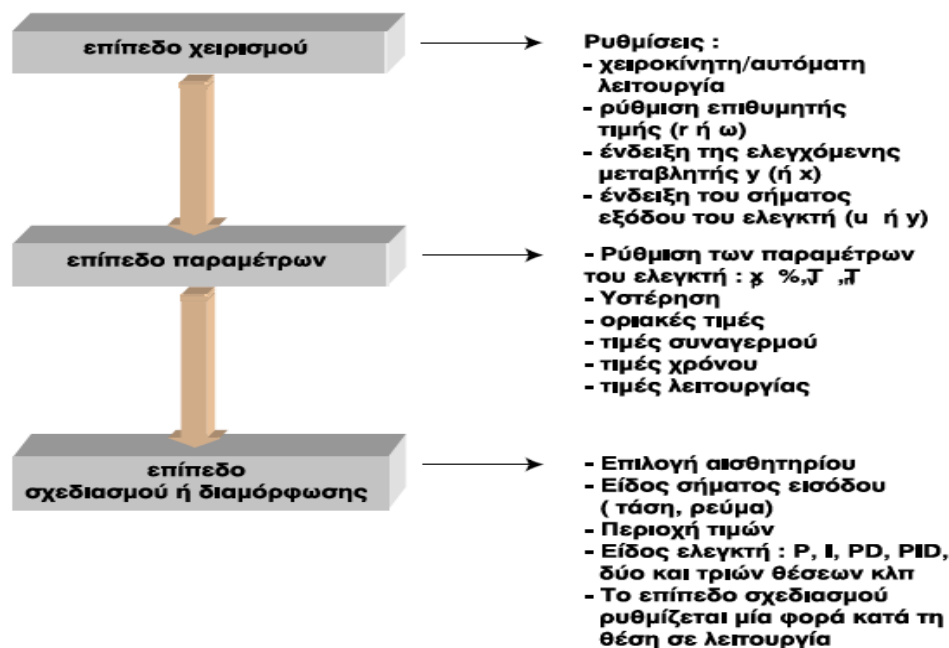 επίπεδο χειρισμού
Ρυθμίσεις :
- χειροκίνητη/αυτόματη
λειτουργία
- ρύθμιση επιθυμητής
τιμής (r ή ω)
- ένδειξη της ελεγχόμενης
μεταβλητής y (ή x)
- ένδειξη του σήματος
εξόδου του ελεγκτή (u ή y)
επίπεδο παραμέτρων
- Ρύθμιση των παραμέτρων
του ελεγκτή :
- Υστέρηση
- οριακές τιμές
- τιμές συναγερμού
- τιμές χρόνου
- τιμές λειτουργίας
επίπεδο
σχεδιασμού ή διαμόρφωσης
- Επιλογή αισθητηρίου
- Είδος σήματος εισόδου
( τάση, ρεύμα)
- Περιοχή τιμών
- Είδος ελεγκτή : P, I, PD, PID,
δύο και τριών θέσεων κλπ
- Το επίπεδο σχεδιασμού
ρυθμίζεται μία φορά κατά τη
θέση σε λειτουργία